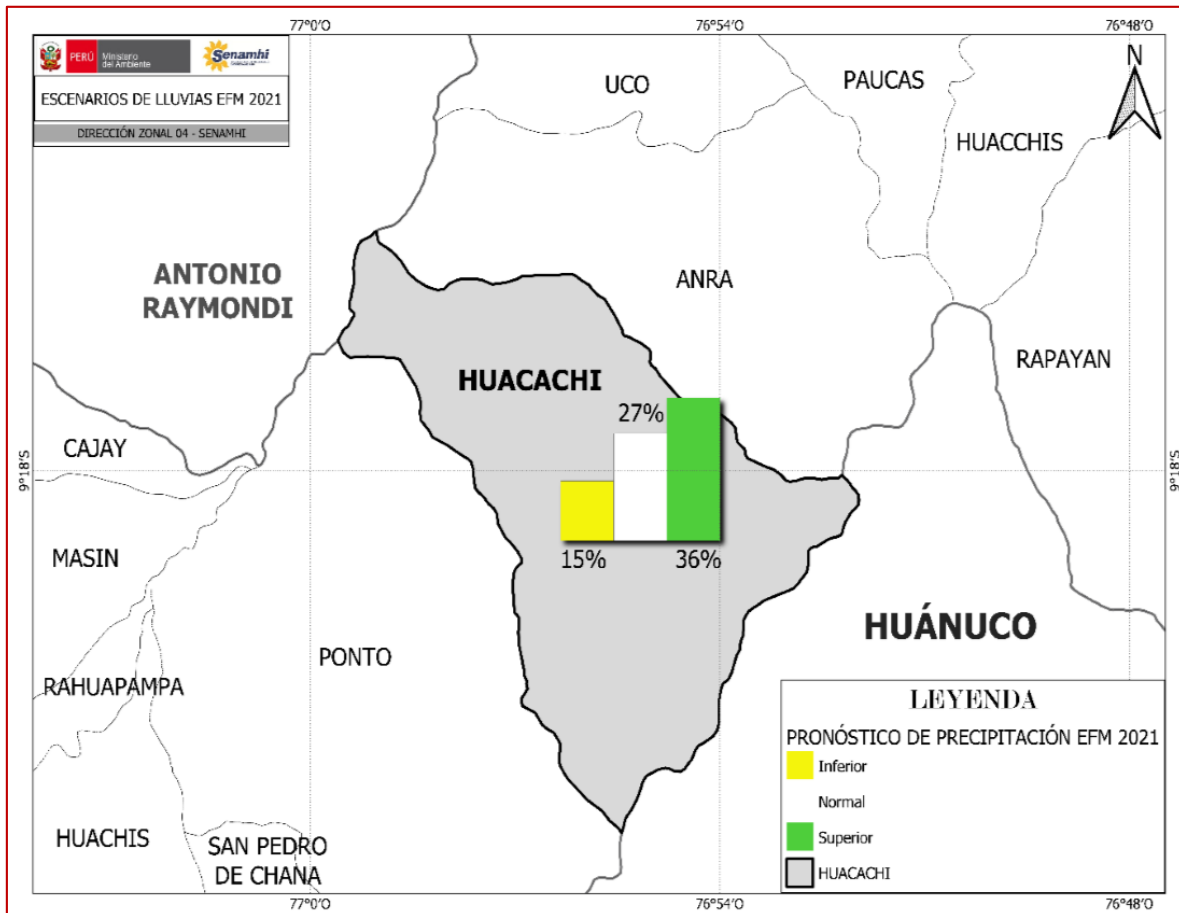 77°0'O
76°54'O
76°48'O
PERÚ
Ministerio
del Ambiente
Senamhi
ESCENARIOS DE LLUVIAS EFM 2021
DIRECCIÓN ZONAL 04 - SENAMHI
N
UCO
PAUCAS
HUACCHIS
ANTONIO
RAYMONDI
ANRA
RAPAYAN
HUACACHI
27%
CAJAY
9°18'S
9°18'S
MASIN
15%
36%
HUÁNUCO
PONTO
RAHUAPAMPA
HUACHIS
SAN PEDRO
DE CHANA
LEYENDA
PRONÓSTICO DE PRECIPITACIÓN EFM 2021
Inferior
Normal
Superior
HUACACHI
77°0'O
76°54'O
76°48'O